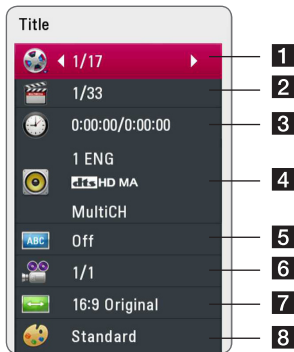 Title
1/17
1
1/33
2
0:00:00/0:00:00
3
1 ENG
dts HD MA
MultiCH
4
ABC
Off
5
1/1
6
16:9 Original
7
Standard
8